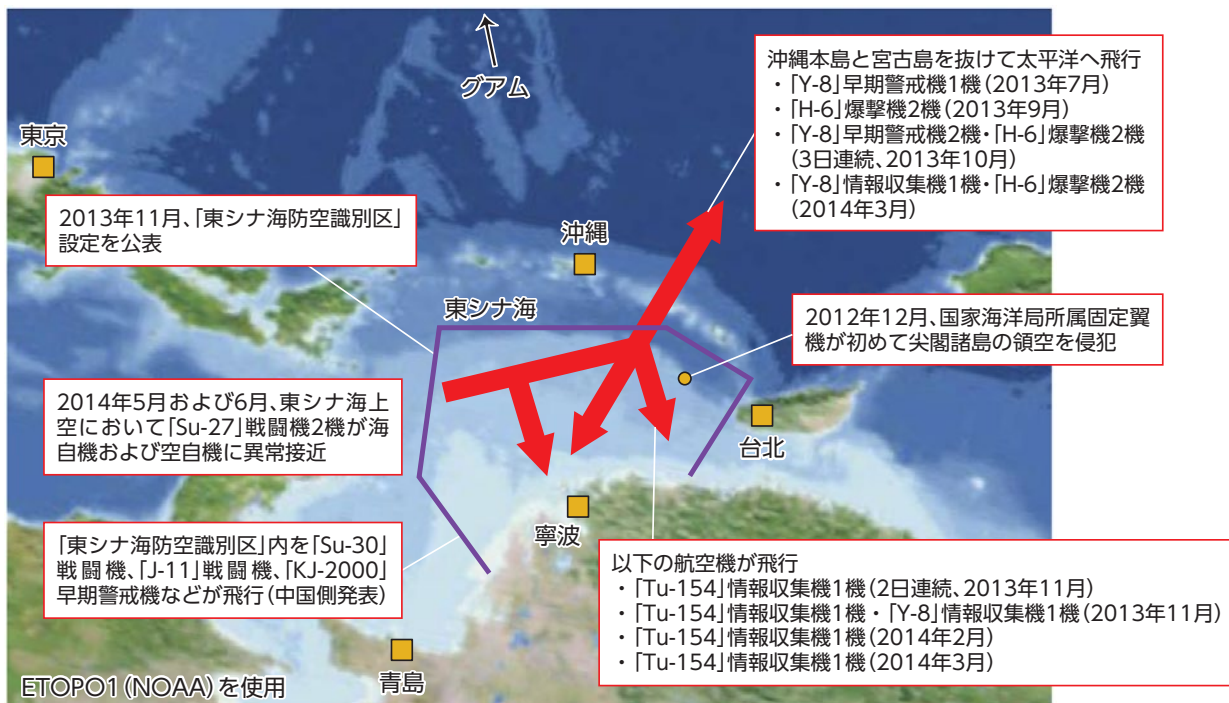 グアム
東京
沖縄本島と宮古島を抜けて太平洋へ飛行
・「Y-8」早期警戒機1機(2013年7月)
・「H-6」爆撃機2機(2013年9月)
・「Y-8」早期警戒機2機・「H-6」爆撃機2機
(3日連続、2013年10月)
・「Y-8」情報収集機1機・「H-6」爆撃機2機
(2014年3月)
2013年11月、「東シナ海防空識別区」
設定を公表
沖縄
東シナ海
2012年12月、国家海洋局所属固定翼
機が初めて尖閣諸島の領空を侵犯
2014年5月および6月、東シナ海上
空において「Su-27」戦闘機2機が海
自機および空自機に異常接近
台北
寧波
「東シナ海防空識別区」内を「Su-30」
戦闘機、「J-11」戦闘機、「KJ-2000」
早期警戒機などが飛行(中国側発表)
以下の航空機が飛行
・「Tu-154」情報収集機1機(2日連続、2013年11月)
・「Tu-154」情報収集機1機・「Y-8」情報収集機1機(2013年11月)
・「Tu-154」情報収集機1機(2014年2月)
・「Tu-154」情報収集機1機(2014年3月)
青島
ETOPO1(NOAA)を使用